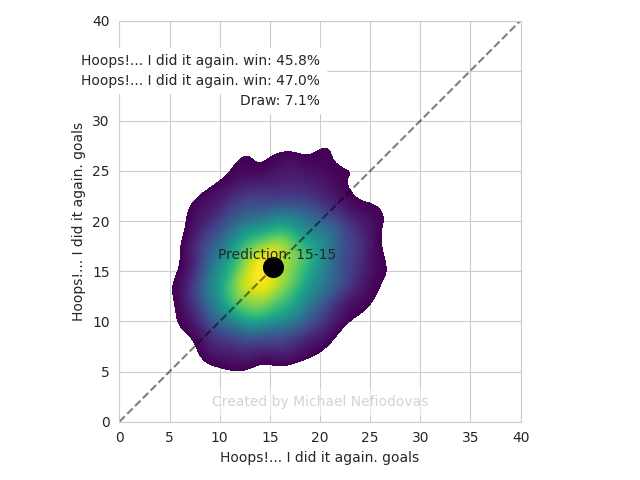 40
Hoops!... I did it again. win: 45.8%
Hoops!... I did it again. win: 47.0%
Draw: 7.1%
30
25
20
15
10
5
0
Hoops!... I did it again. goals
Prediction: 15-15
Created by Michael Nefiodovas
0 5 10 15 20 25 30 35 40
Hoops!... I did it again. goals